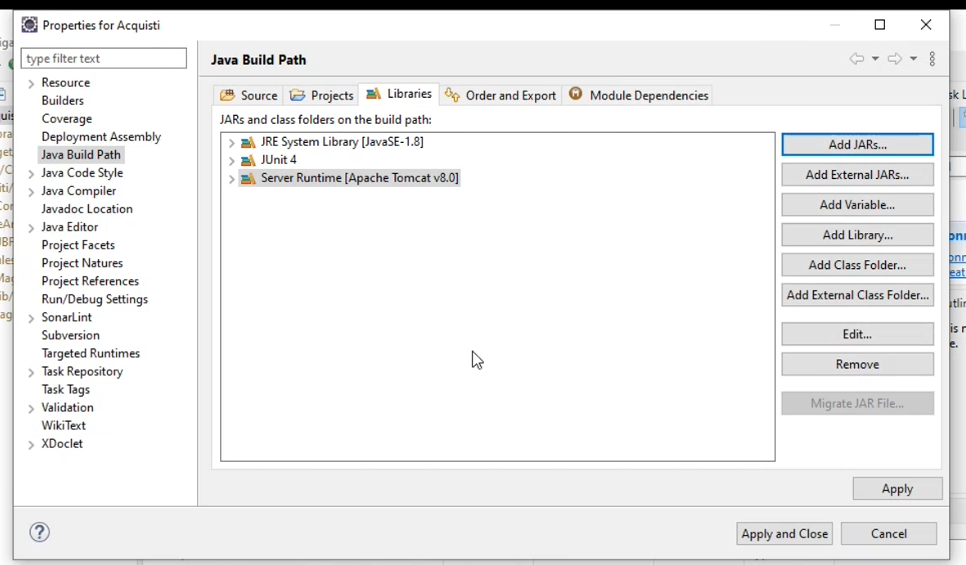 Properties for Acquisti
type filter text
Resource
Builders
Coverage
Deployment Assembly
Java Build Path
Java Code Style
Java Compiler
Javadoc Location
Java Editor
Project Facets
Project Natures
Project References
Run/Debug Settings
SonarLint
Subversion
Targeted Runtimes
Task Repository
Task Tags
Validation
WikiText
XDoclet
Java Build Path
Source Projects Libraries Order and Export Module Dependencies
JARs and class folders on the build path:
JRE System Library [JavaSE-1.8]
JUnit 4
Server Runtime [Apache Tomcat v8.0]
Add JARs...
Add External JARs...
Add Variable...
Add Library...
Add Class Folder...
Add External Class Folder...
Edit...
Remove
Migrate JAR File...
Apply
?
Apply and Close Cancel